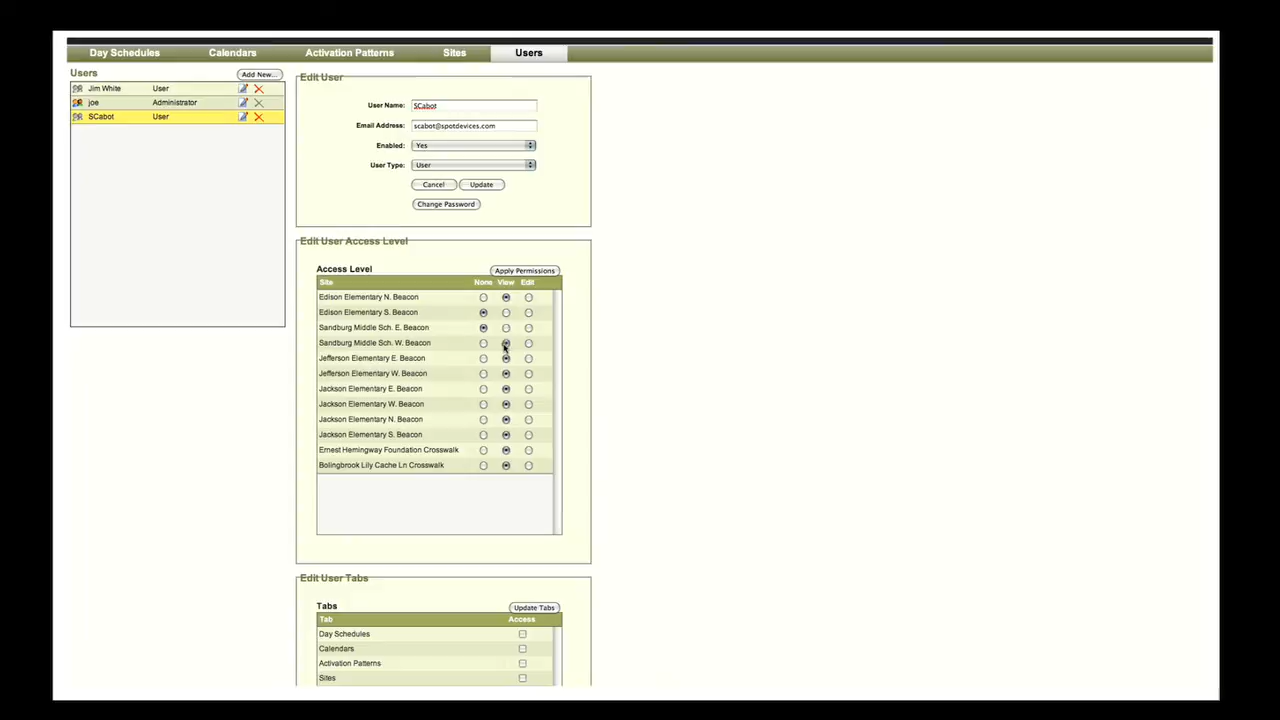 Day Schedules Calendars Activation Patterns Sites Users
Users Add New...
Jim White User
joe Administrator
SCabot User
Edit User
User Name: SCabot
Email Address: scabot@spotdevices.com
Enabled: Yes
User Type: User
Cancel Update
Change Password
Edit User Access Level
Access Level Apply Permissions
Site None View Edit
Edison Elementary N. Beacon
Edison Elementary S. Beacon
Sandburg Middle Sch. E. Beacon
Sandburg Middle Sch. W. Beacon
Jefferson Elementary E. Beacon
Jefferson Elementary W. Beacon
Jackson Elementary E. Beacon
Jackson Elementary W. Beacon
Jackson Elementary N. Beacon
Jackson Elementary S. Beacon
Ernest Hemingway Foundation Crosswalk
Bolingbrook Lily Cache Ln Crosswalk
Edit User Tabs
Tabs Update Tabs
Tab Access
Day Schedules
Calendars
Activation Patterns
Sites